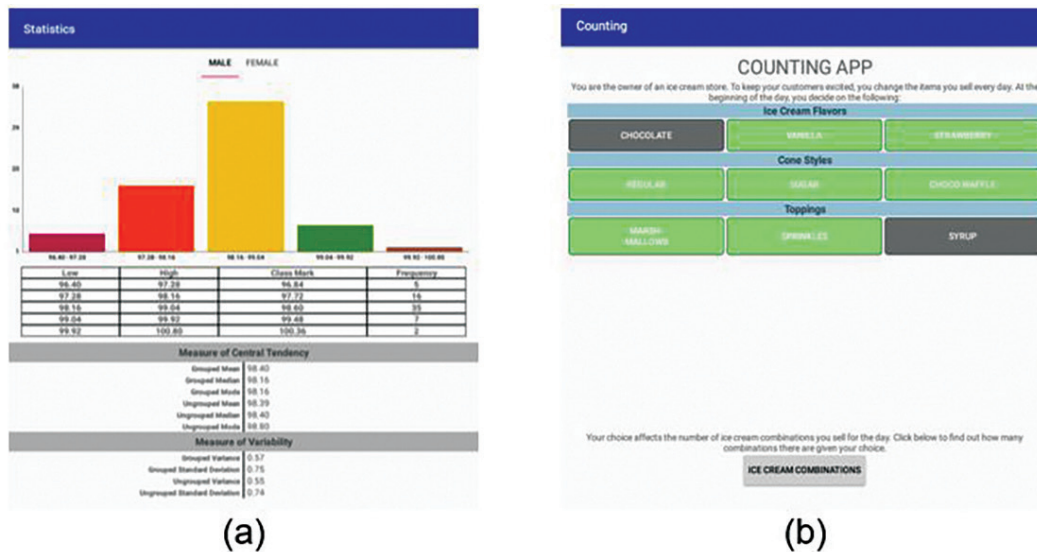 Statistics
MALE FEMALE
96.40 - 97.28 97.28 - 98.16 98.16 - 99.04 99.04 - 99.92 99.92 - 100.80
Low High Class Mark Frequency
96.40 97.28 96.84 5
97.28 98.16 97.72 16
98.16 99.04 98.60 35
99.04 99.92 99.48 7
99.92 100.80 100.36 2
Measure of Central Tendency
Grouped Mean 98.40
Grouped Median 98.16
Grouped Mode 98.16
Ungrouped Mean 98.39
Ungrouped Median 98.40
Ungrouped Mode 98.80
Measure of Variability
Grouped Variance 0.57
Grouped Standard Deviation 0.75
Ungrouped Variance 0.55
Ungrouped Standard Deviation 0.74
(a)
Counting
COUNTING APP
You are the owner of an ice cream store. To keep your customers excited, you change the items you sell every day. At the
beginning of the day, you decide on the following:
Ice Cream Flavors
CHOCOLATE VANILLA STRAWBERRY
Cone Styles
REGULAR SUGAR CHOCO WAFFLE
Toppings
MARSH-
MALLOWS SPRINKLES SYRUP
Your choice affects the number of ice cream combinations you sell for the day. Click below to find out how many
combinations there are given your choice.
ICE CREAM COMBINATIONS
(b)